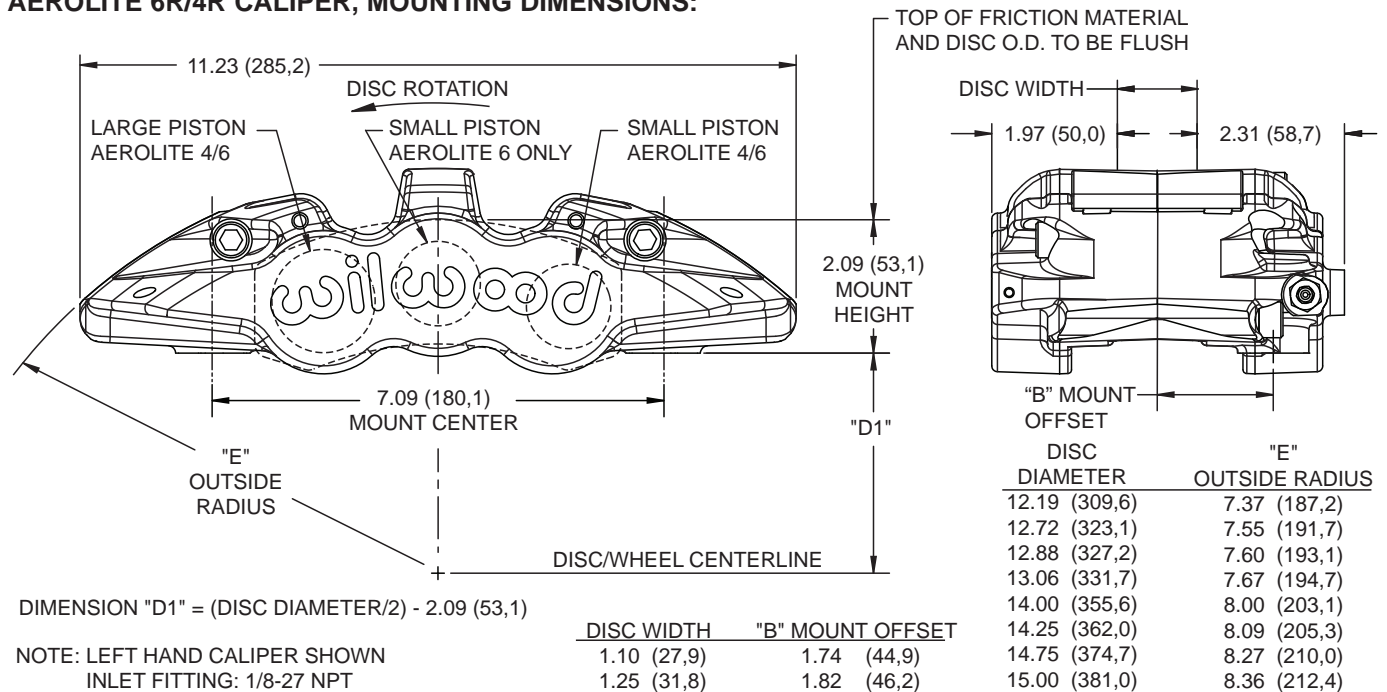 AEROLITE 6R/4R CALIPER, MOUNTING DIMENSIONS:
TOP OF FRICTION MATERIAL
AND DISC O.D. TO BE FLUSH
11.23 (285,2)
DISC ROTATION
LARGE PISTON
AEROLITE 4/6
SMALL PISTON
AEROLITE 6 ONLY
SMALL PISTON
AEROLITE 4/6
DISC WIDTH
1.97 (50,0)
2.31 (58,7)
wilwood
2.09 (53,1)
MOUNT
HEIGHT
7.09 (180,1)
MOUNT CENTER
"D1"
"E"
OUTSIDE
RADIUS
DISC/WHEEL CENTERLINE
“B” MOUNT
OFFSET
DISC DIAMETER "E" OUTSIDE RADIUS
12.19 (309,6) 7.37 (187,2)
12.72 (323,1) 7.55 (191,7)
12.88 (327,2) 7.60 (193,1)
13.06 (331,7) 7.67 (194,7)
14.00 (355,6) 8.00 (203,1)
14.25 (362,0) 8.09 (205,3)
14.75 (374,7) 8.27 (210,0)
15.00 (381,0) 8.36 (212,4)
DIMENSION "D1" = (DISC DIAMETER/2) - 2.09 (53,1)
NOTE: LEFT HAND CALIPER SHOWN
INLET FITTING: 1/8-27 NPT
DISC WIDTH "B" MOUNT OFFSET
1.10 (27,9) 1.74 (44,9)
1.25 (31,8) 1.82 (46,2)